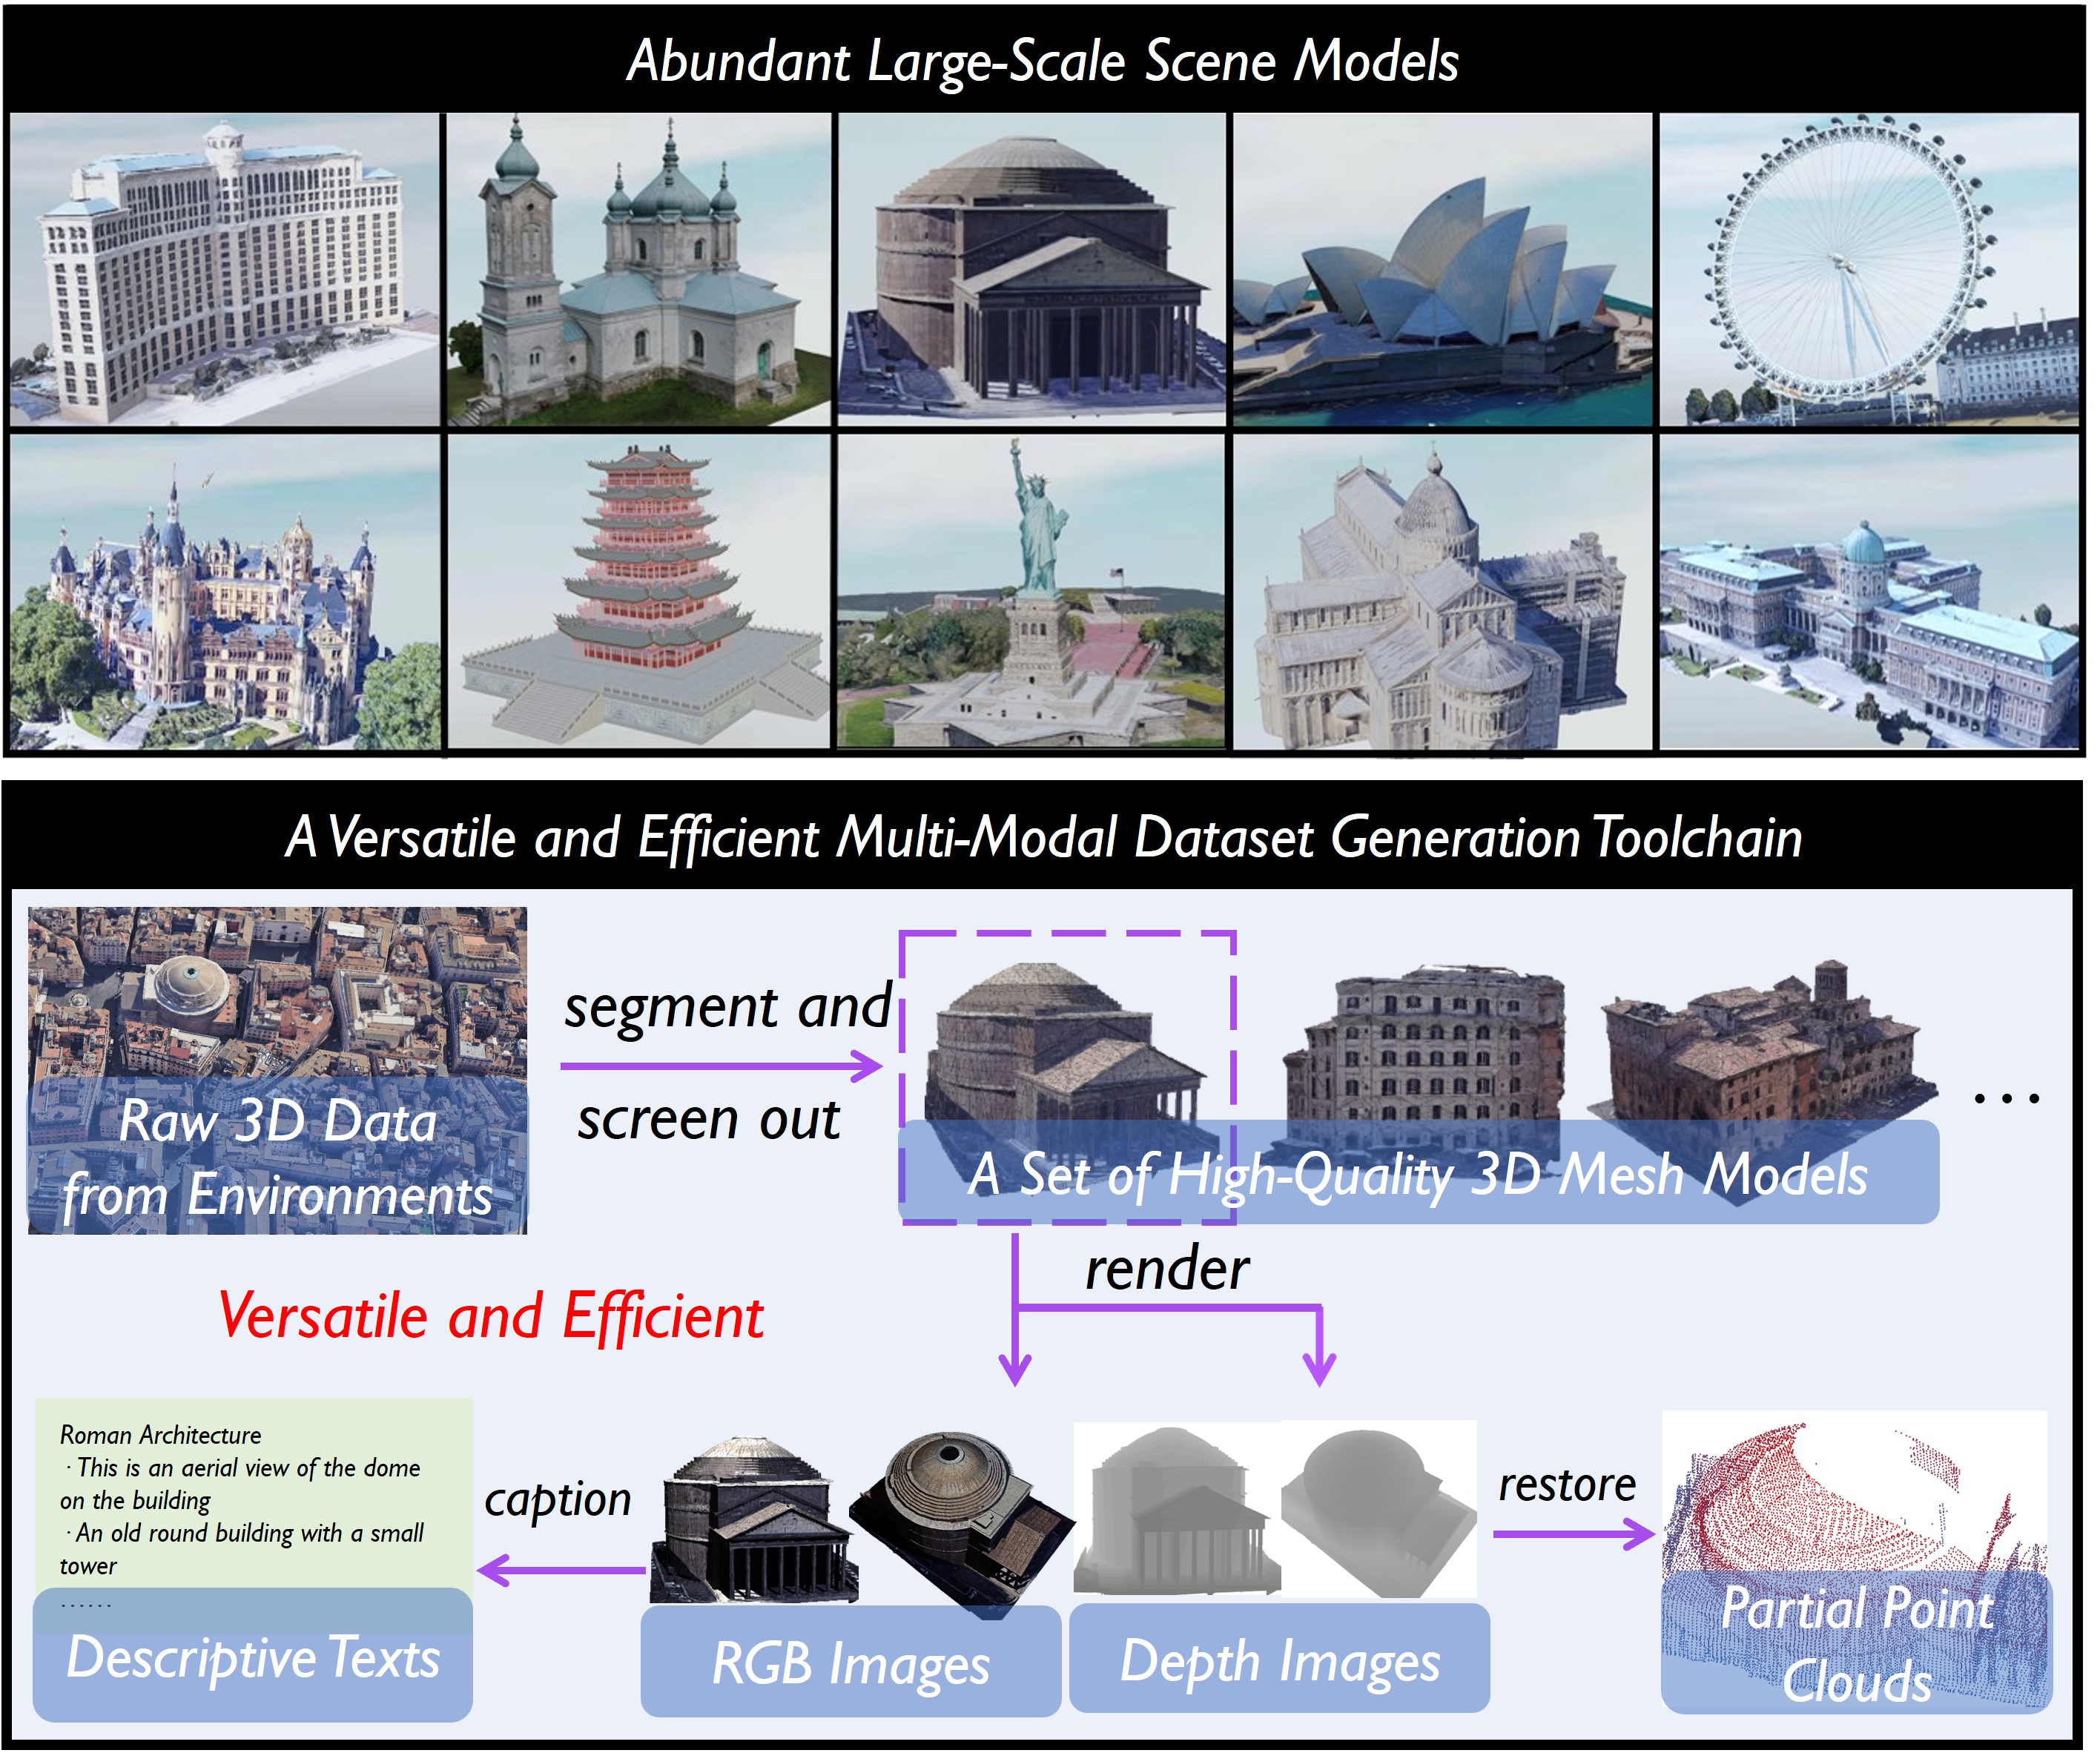 Abundant Large-Scale Scene Models
A Versatile and Efficient Multi-Modal Dataset Generation Toolchain
segment and
screen out
Raw 3D Data
from Environments
...
A Set of High-Quality 3D Mesh Models
render
Versatile and Efficient
Roman Architecture
· This is an aerial view of the dome
on the building
· An old round building with a small
tower
......
Descriptive Texts
caption
RGB Images
Depth Images
restore
Partial Point
Clouds